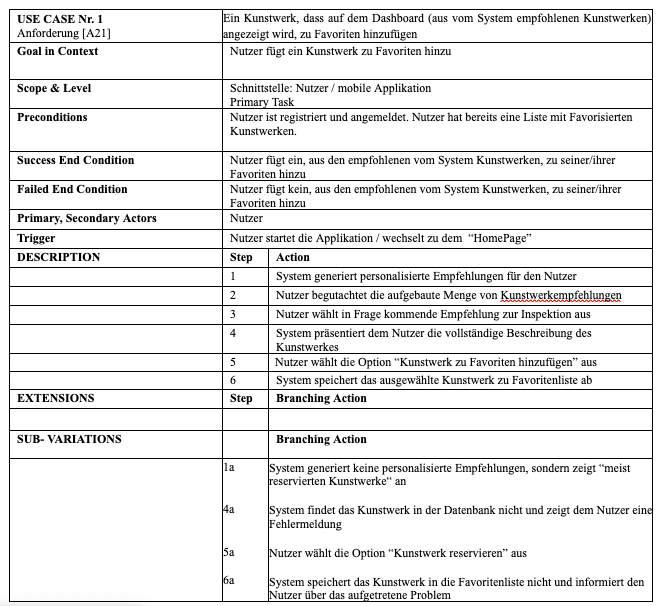 USE CASE Nr. 1
Anforderung [A21]
Ein Kunstwerk, dass auf dem Dashboard (aus vom System empfohlenen Kunstwerken)
angezeigt wird, zu Favoriten hinzufügen
Goal in Context
Nutzer fügt ein Kunstwerk zu Favoriten hinzu
Scope & Level
Schnittstelle: Nutzer / mobile Applikation
Primary Task
Preconditions
Nutzer ist registriert und angemeldet. Nutzer hat bereits eine Liste mit Favorisierten
Kunstwerken.
Success End Condition
Nutzer fügt ein, aus den empfohlenen vom System Kunstwerken, zu seiner/ihrer
Favoriten hinzu
Failed End Condition
Nutzer fügt kein, aus den empfohlenen vom System Kunstwerken, zu seiner/ihrer
Favoriten hinzu
Primary, Secondary Actors
Nutzer
Trigger
Nutzer startet die Applikation / wechselt zu dem “HomePage”
DESCRIPTION Step Action
1 System generiert personalisierte Empfehlungen für den Nutzer
2 Nutzer begutachtet die aufgebaute Menge von Kunstwerkempfehlungen
3 Nutzer wählt in Frage kommende Empfehlung zur Inspektion aus
4 System präsentiert dem Nutzer die vollständige Beschreibung des
Kunstwerkes
5 Nutzer wählt die Option “Kunstwerk zu Favoriten hinzufügen” aus
6 System speichert das ausgewählte Kunstwerk zu Favoritenliste ab
EXTENSIONS Step Branching Action
SUB- VARIATIONS Branching Action
1a System generiert keine personalisierte Empfehlungen, sondern zeigt “meist
reservierten Kunstwerke“ an
4a System findet das Kunstwerk in der Datenbank nicht und zeigt dem Nutzer eine
Fehlermeldung
5a Nutzer wählt die Option “Kunstwerk reservieren” aus
6a System speichert das Kunstwerk in die Favoritenliste nicht und informiert den
Nutzer über das aufgetretene Problem